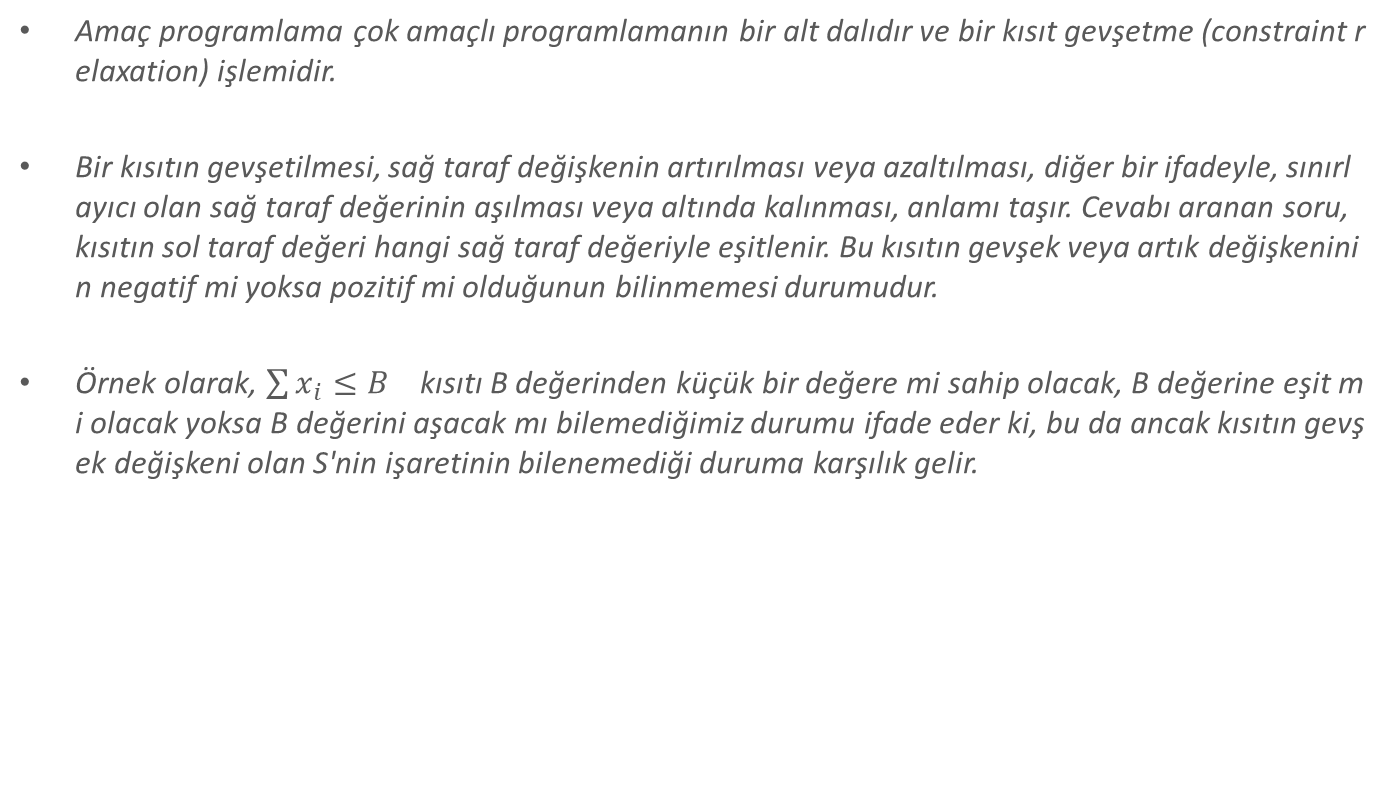 • Amaç programlama çok amaçlı programlamanın bir alt dalıdır ve bir kısıt gevşetme (constraint r
elaxation) işlemidir.
• Bir kısıtın gevşetilmesi, sağ taraf değişkenin artırılması veya azaltılması, diğer bir ifadeyle, sınırl
ayıcı olan sağ taraf değerinin aşılması veya altında kalınması, anlamı taşır. Cevabı aranan soru,
kısıtın sol taraf değeri hangi sağ taraf değeriyle eşitlenir. Bu kısıtın gevşek veya artık değişkenini
n negatif mi yoksa pozitif mi olduğunun bilinmemesi durumudur.
• Örnek olarak, ∑ xᵢ ≤ B kısıtı B değerinden küçük bir değere mi sahip olacak, B değerine eşit m
i olacak yoksa B değerini aşacak mı bilemediğimiz durumu ifade eder ki, bu da ancak kısıtın gevş
ek değişkeni olan S'nin işaretinin bilenemediği duruma karşılık gelir.